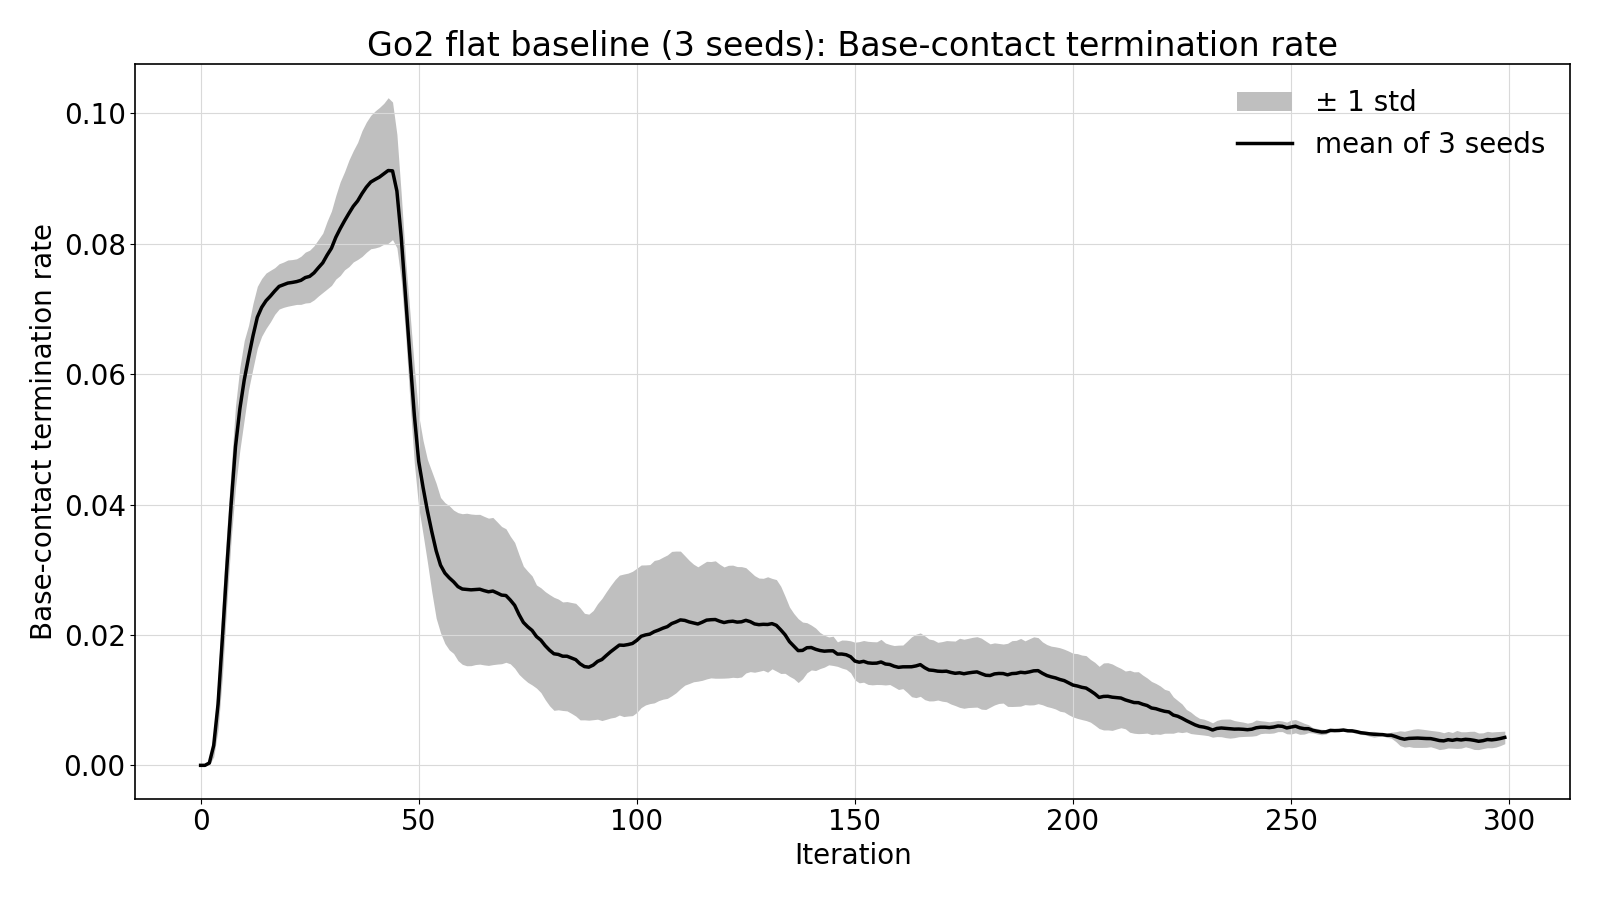 Go2 flat baseline (3 seeds): Base-contact termination rate
± 1 std
mean of 3 seeds
Base-contact termination rate
0.10
0.08
0.06
0.04
0.02
0.00
0 50 100 150 200 250 300
Iteration